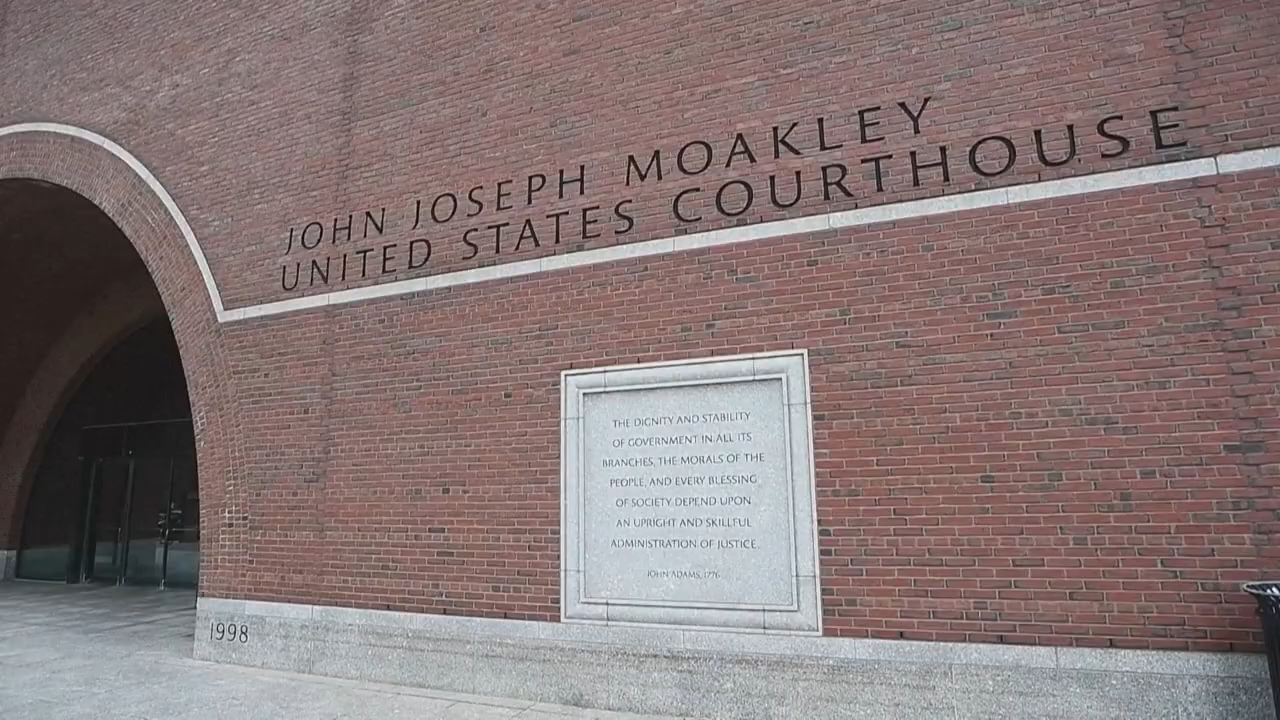 JOHN JOSEPH MOAKLEY
UNITED STATES COURTHOUSE
THE DIGNITY AND STABILITY
OF GOVERNMENT IN ALL ITS
BRANCHES, THE MORALS OF THE
PEOPLE, AND EVERY BLESSING
OF SOCIETY DEPEND UPON
AN UPRIGHT AND SKILLFUL
ADMINISTRATION OF JUSTICE.
JOHN ADAMS, 1776
1998